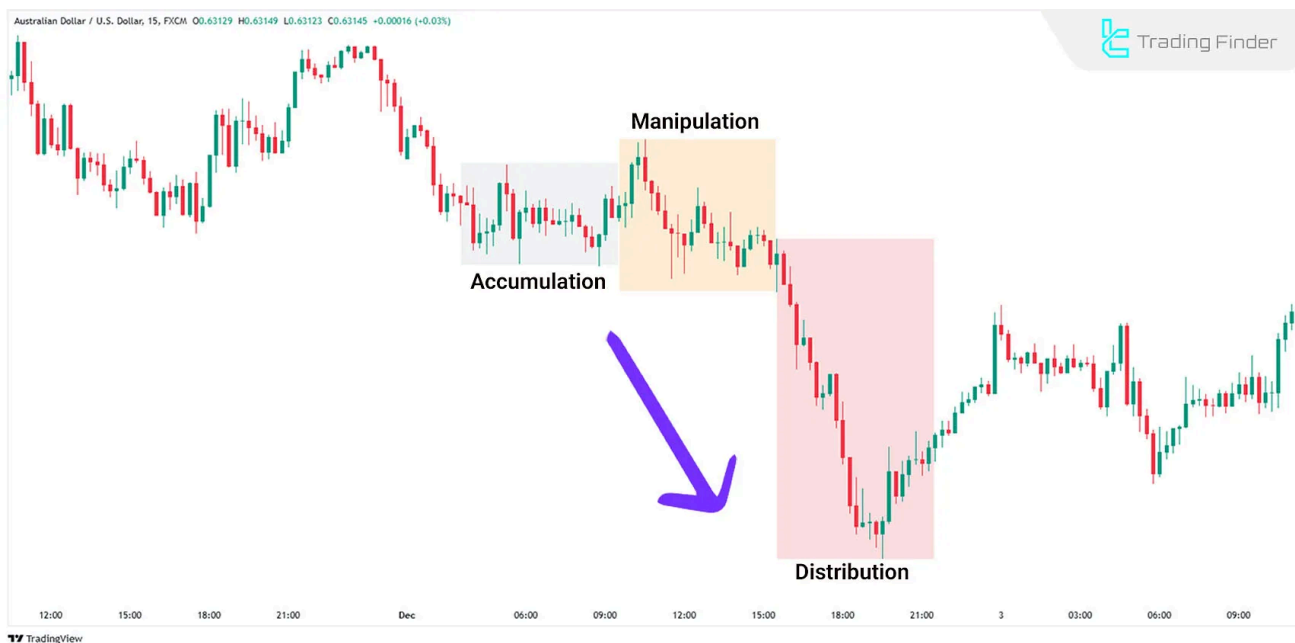 Australian Dollar / U.S. Dollar, 15, FXCM O0.63129 H0.63149 L0.63123 C0.63145 +0.00016 (+0.03%)
Trading Finder
Manipulation
Accumulation
Distribution
12:00 15:00 18:00 21:00 Dec 06:00 09:00 12:00 15:00 18:00 21:00 3 03:00 06:00 09:00
TradingView